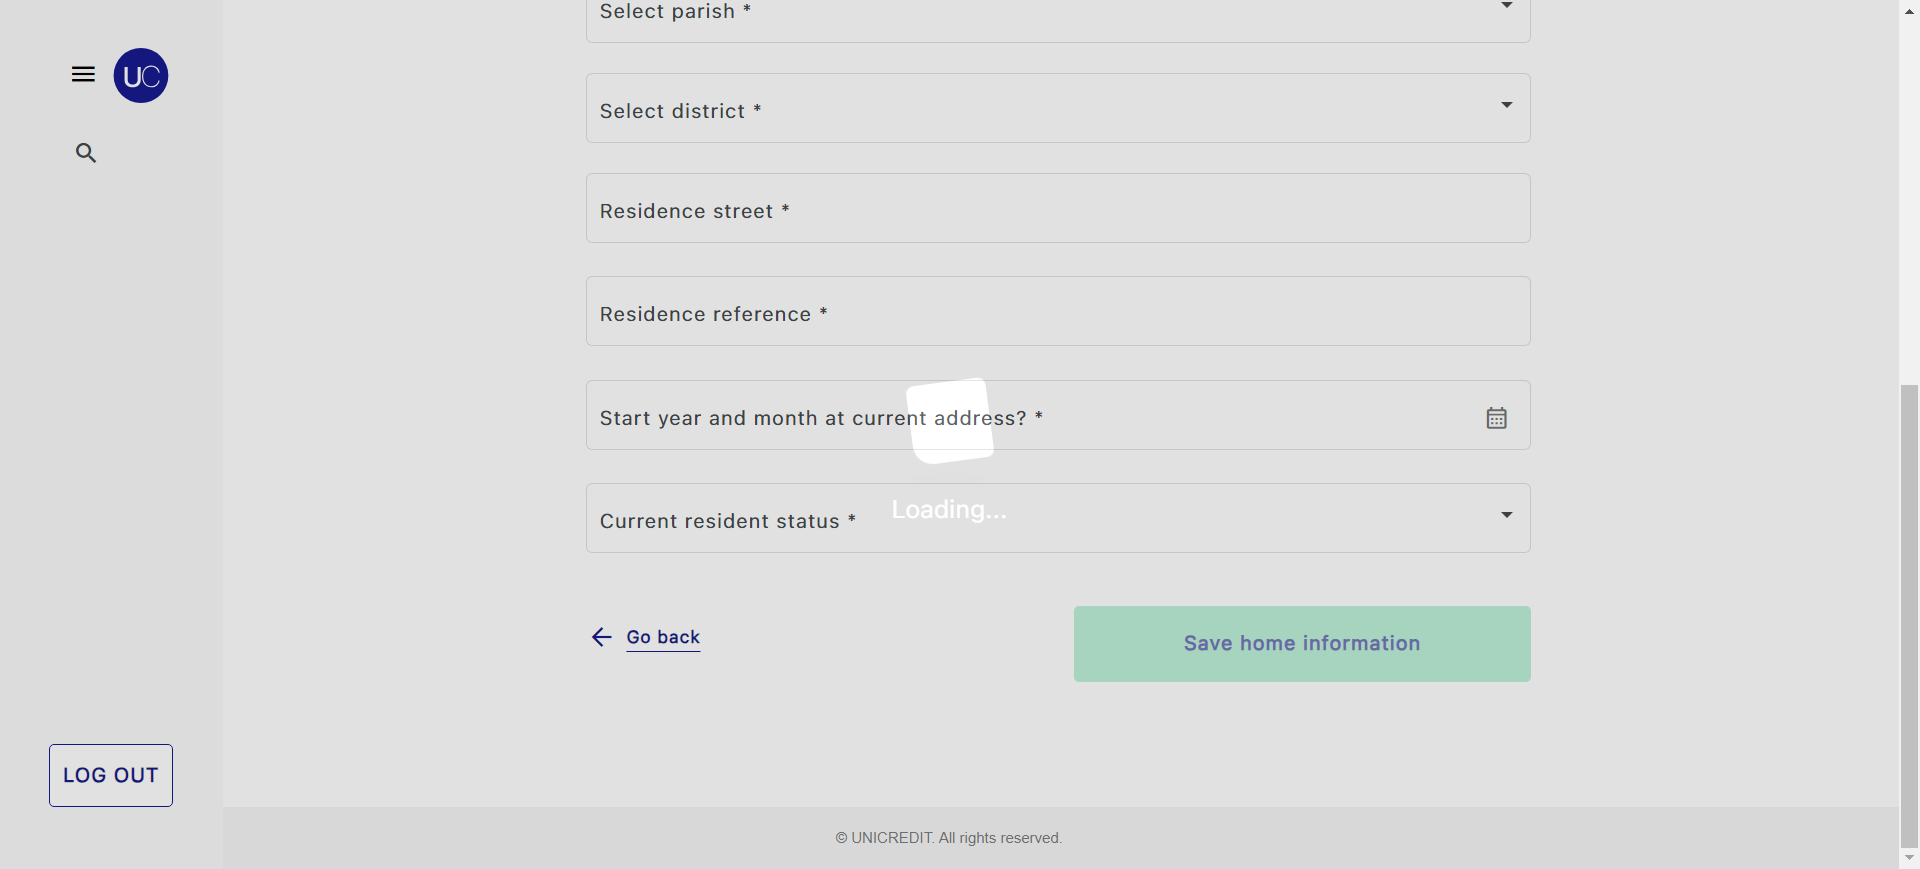 Select parish *
UC
Select district *
Residence street *
Residence reference *
Start year and month at current address? *
Loading...
Current resident status *
Go back
Save home information
LOG OUT
© UNICREDIT. All rights reserved.